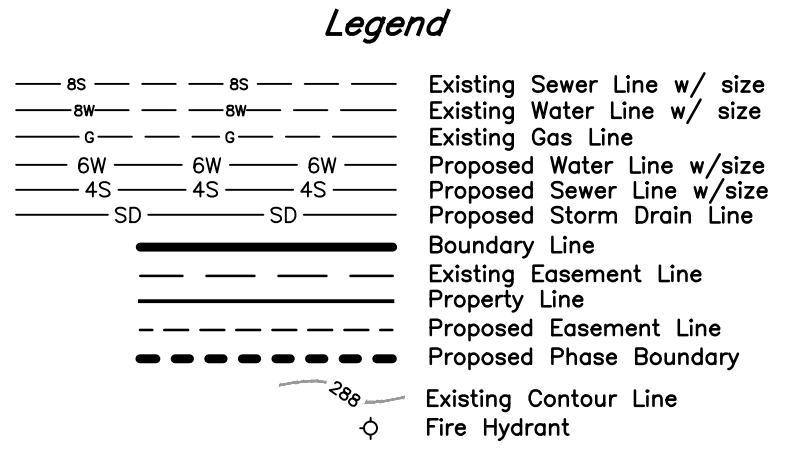 Legend
8S 8S Existing Sewer Line w/ size
8W 8W Existing Water Line w/ size
G G Existing Gas Line
6W 6W 6W Proposed Water Line w/size
4S 4S 4S Proposed Sewer Line w/size
SD SD Proposed Storm Drain Line
Boundary Line
Existing Easement Line
Property Line
Proposed Easement Line
Proposed Phase Boundary
288 Existing Contour Line
Fire Hydrant